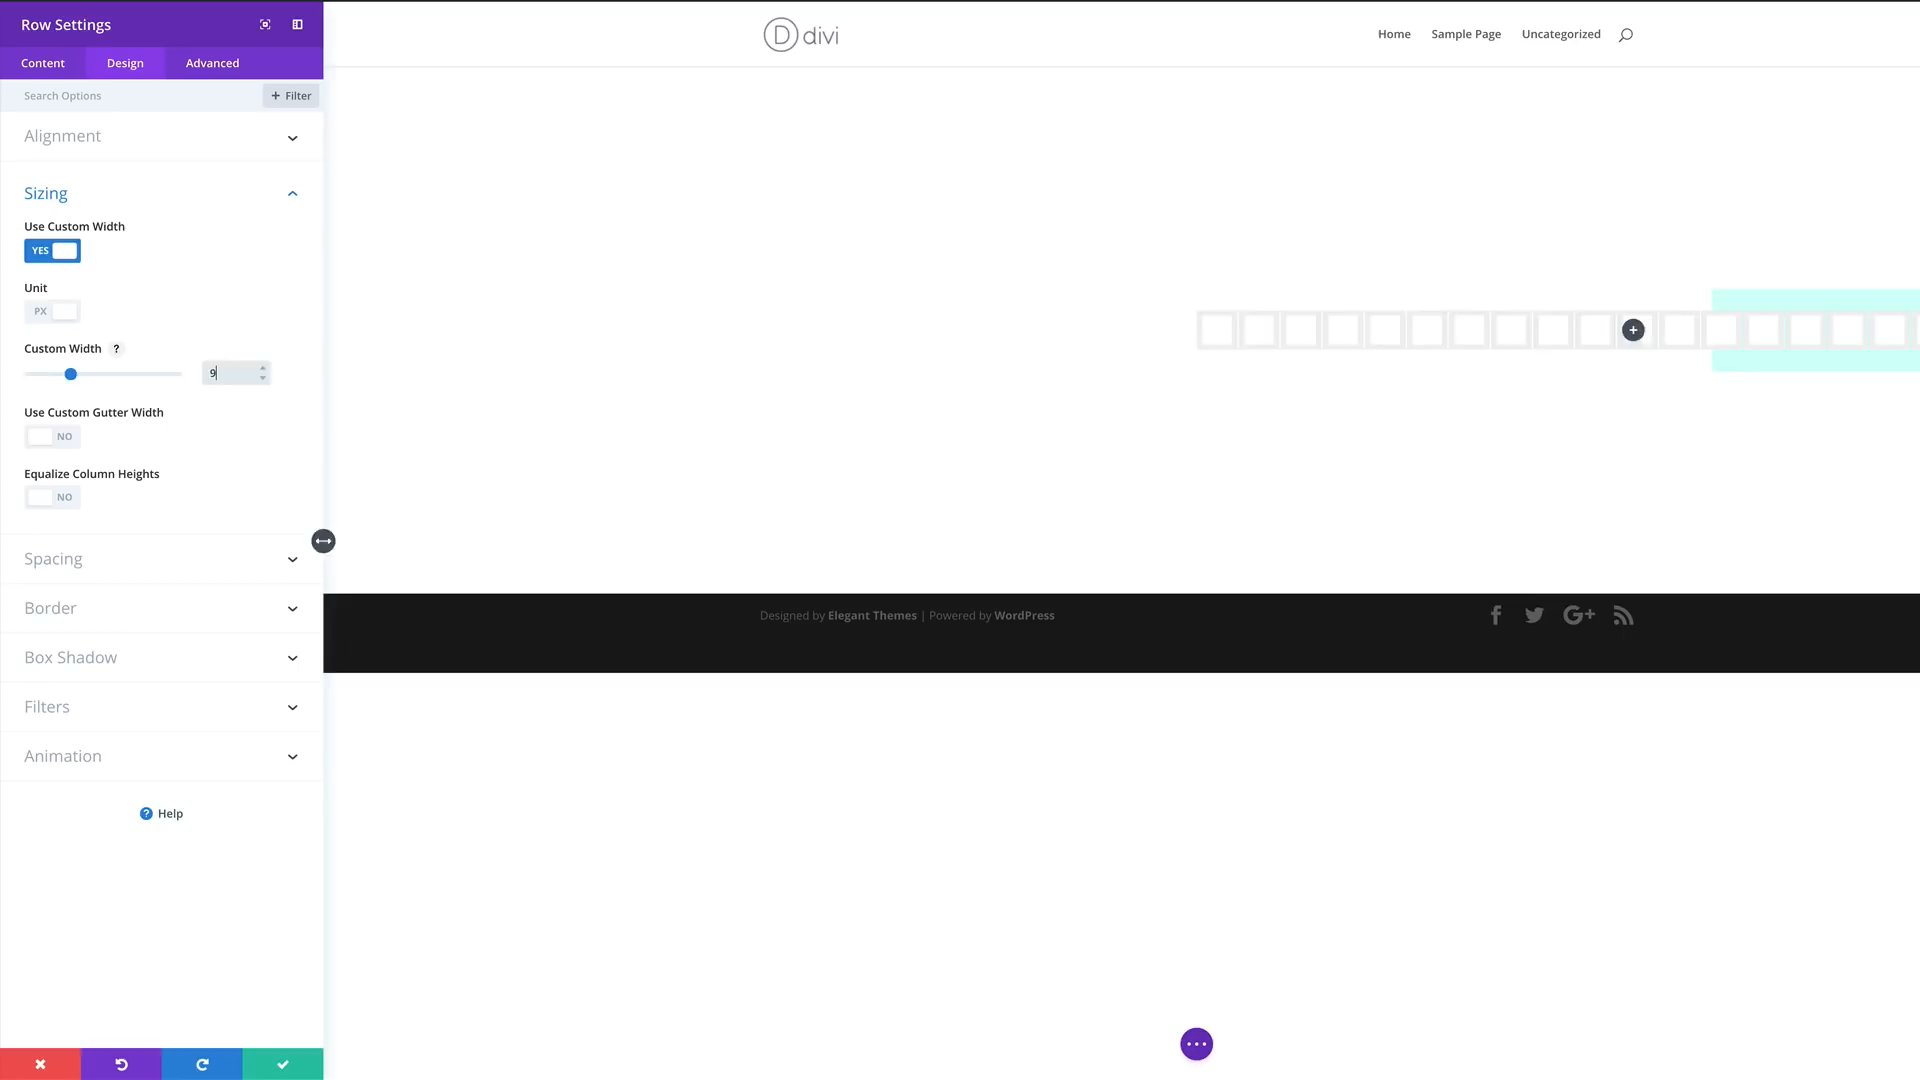 Row Settings
Content Design Advanced
Search Options + Filter
Alignment
Sizing
Use Custom Width
YES
Unit
PX
Custom Width ?
9
Use Custom Gutter Width
NO
Equalize Column Heights
NO
Spacing
Border
Box Shadow
Filters
Animation
? Help
D divi
Home Sample Page Uncategorized
Designed by Elegant Themes | Powered by WordPress
f G+